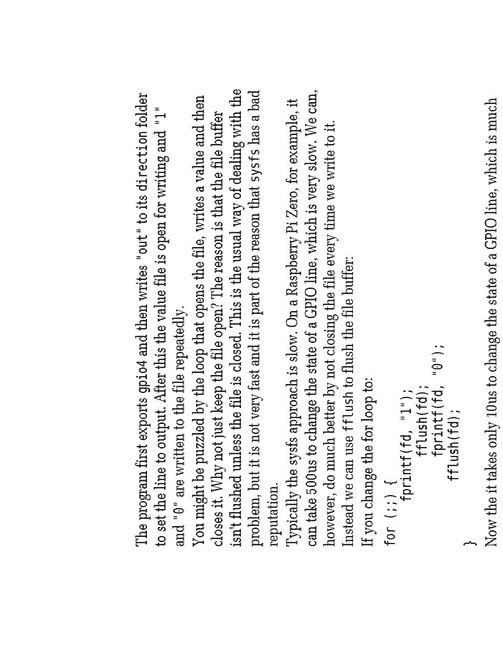 The program first exports gpio4 and then writes "out" to its direction folder
to set the line to output. After this the value file is open for writing and "1"
and "0" are written to the file repeatedly.
You might be puzzled by the loop that opens the file, writes a value and then
closes it. Why not just keep the file open? The reason is that the file buffer
isn't flushed unless the file is closed. This is the usual way of dealing with the
problem, but it is not very fast and it is part of the reason that sysfs has a bad
reputation.
Typically the sysfs approach is slow. On a Raspberry Pi Zero, for example, it
can take 500us to change the state of a GPIO line, which is very slow. We can,
however, do much better by not closing the file every time we write to it.
Instead we can use fflush to flush the file buffer:
If you change the for loop to:
for (;;) {
fprintf(fd, "1");
fflush(fd);
fprintf(fd, "0");
fflush(fd);
}
Now the it takes only 10us to change the state of a GPIO line, which is much